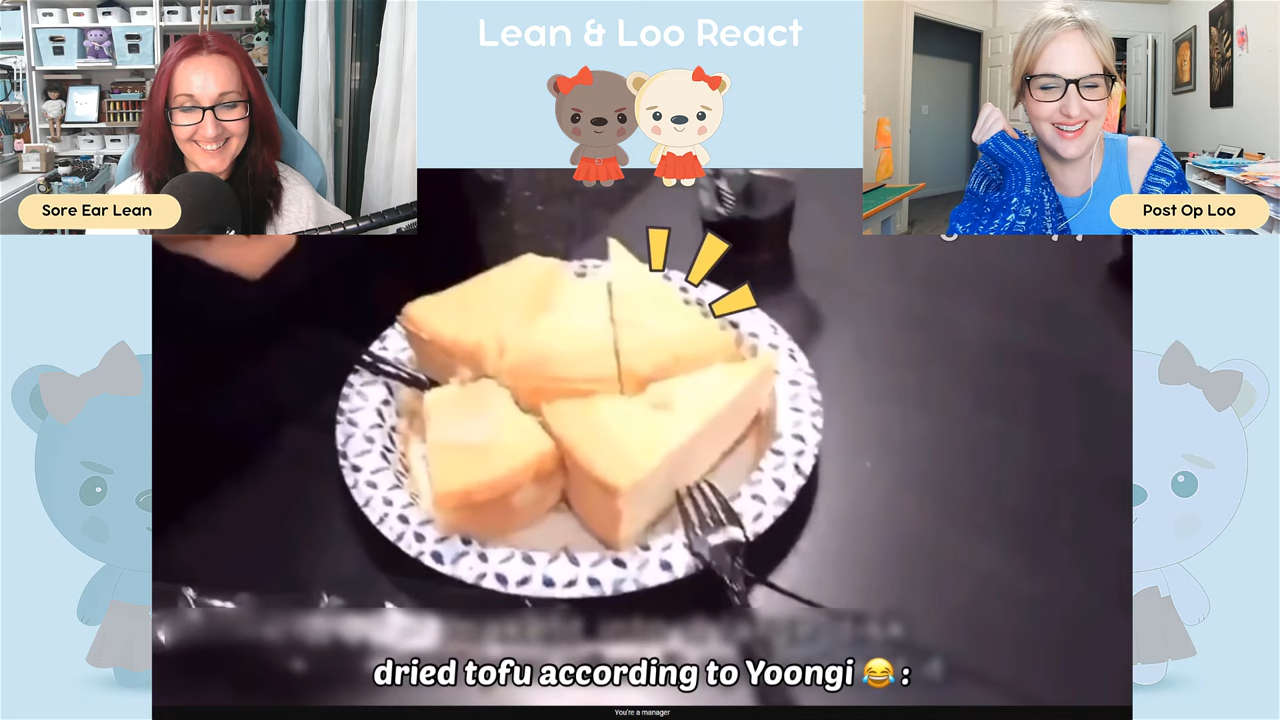 Lean & Loo React
Sore Ear Lean
Post Op Loo
dried tofu according to Yoongi 😂 :
You're a manager